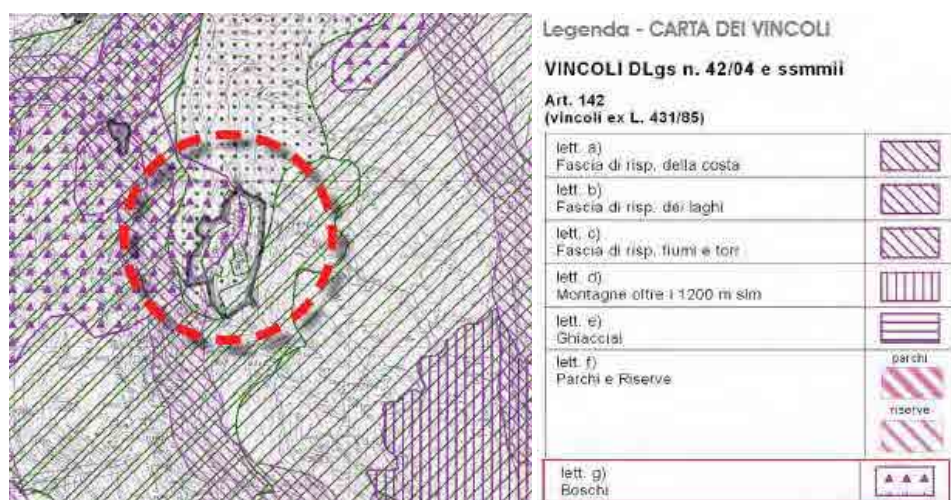 Legenda - CARTA DEI VINCOLI
VINCOLI DLgs n. 42/04 e ssmmii
Art. 142
(vincoli ex L. 431/85)
lett. a)
Fascia di risp. della costa
lett. b)
Fascia di risp. dei laghi
lett. c)
Fascia di risp. fiumi e torr
lett. d)
Montagne oltre i 1200 m slm
lett. e)
Ghiacciai
lett. f)
Parchi e Riserve
parchi
riserve
lett. g)
Boschi